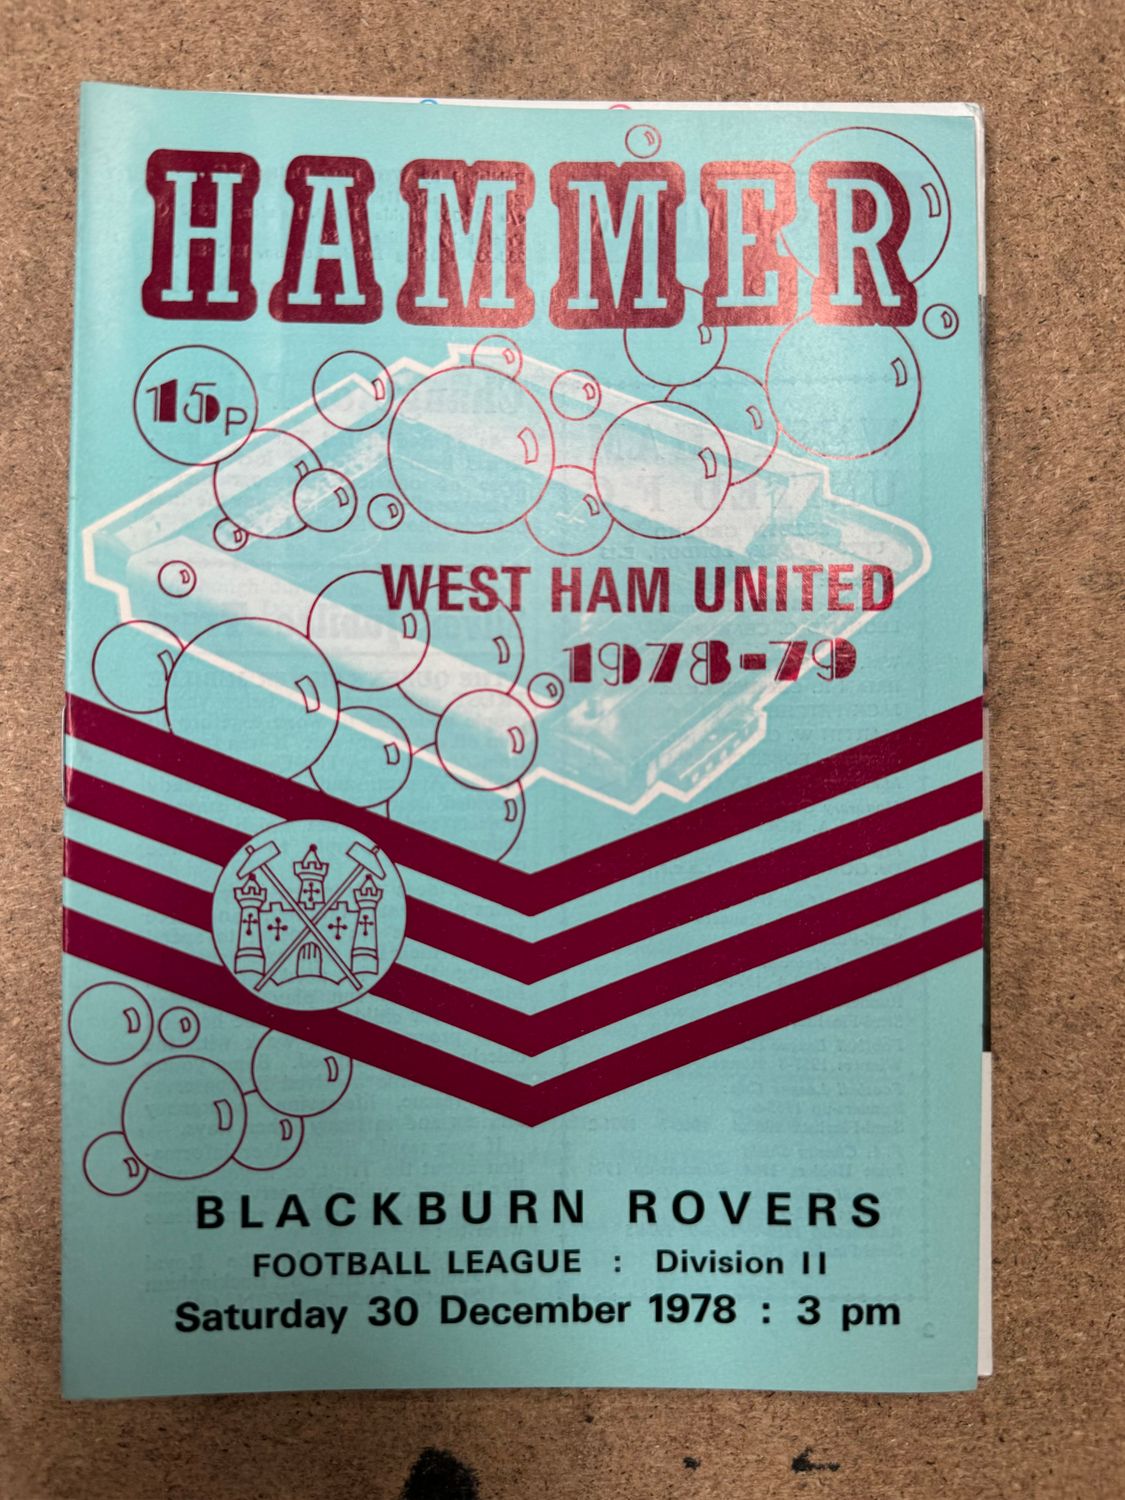 HAMMER
15p
WEST HAM UNITED
1978-79
BLACKBURN ROVERS
FOOTBALL LEAGUE : Division II
Saturday 30 December 1978 : 3 pm